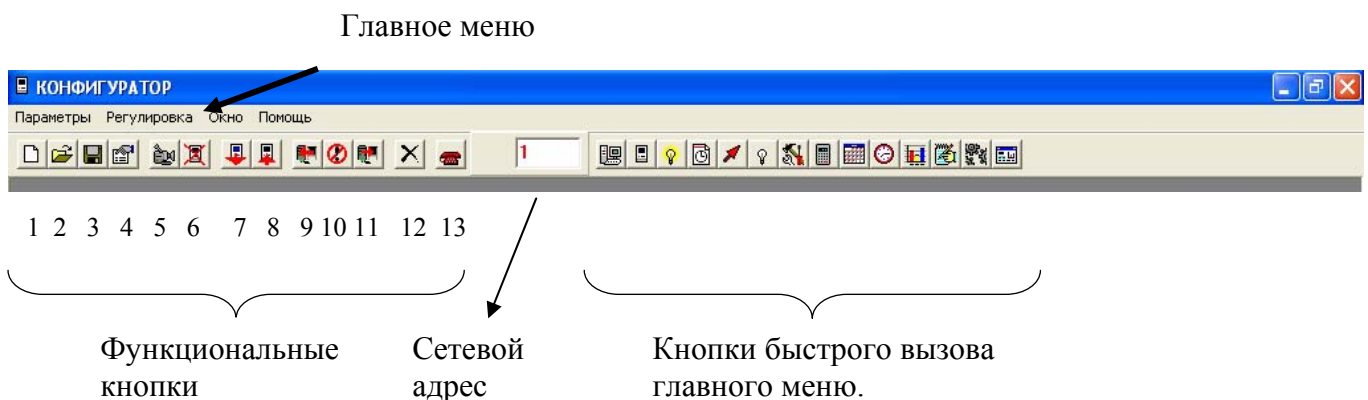 Главное меню
КОНФИГУРАТОР
Параметры Регулировка Окно Помощь
1
1 2 3 4 5 6 7 8 9 10 11 12 13
Функциональные кнопки
Сетевой адрес
Кнопки быстрого вызова главного меню.